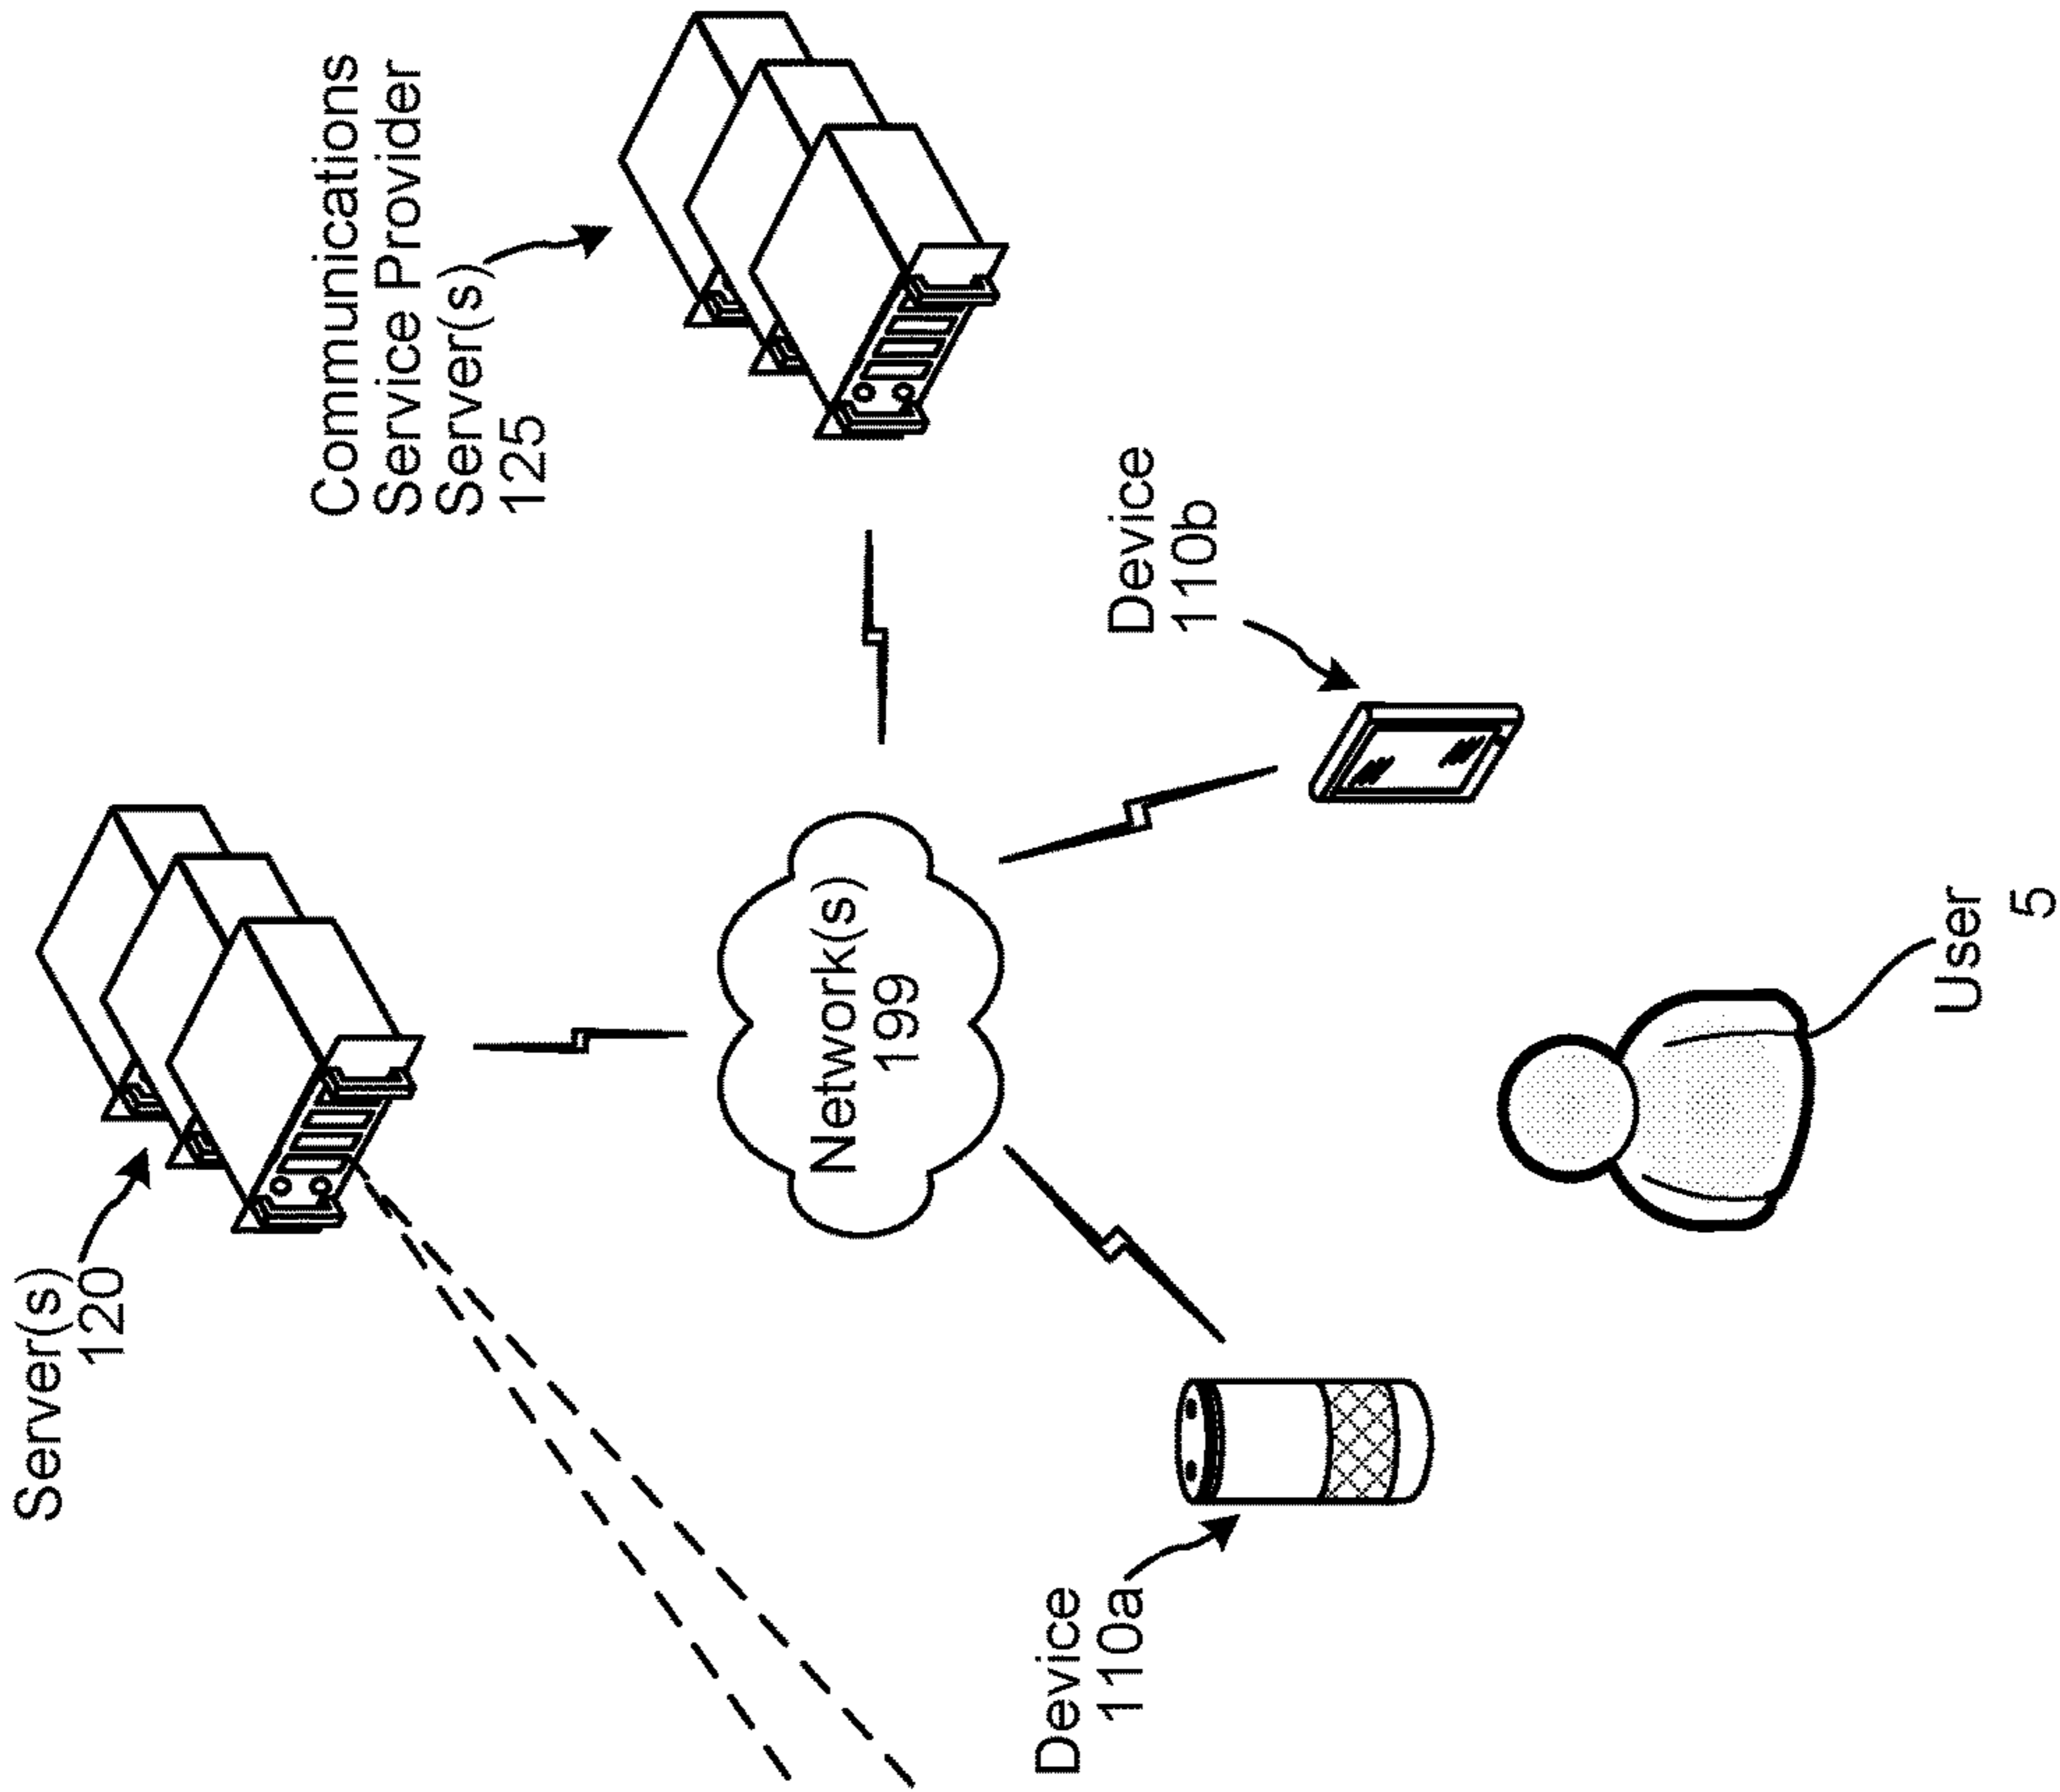 Server(s)
120
Communications
Service Provider
Server(s)
125
Network(s)
199
Device
110a
Device
110b
User
5